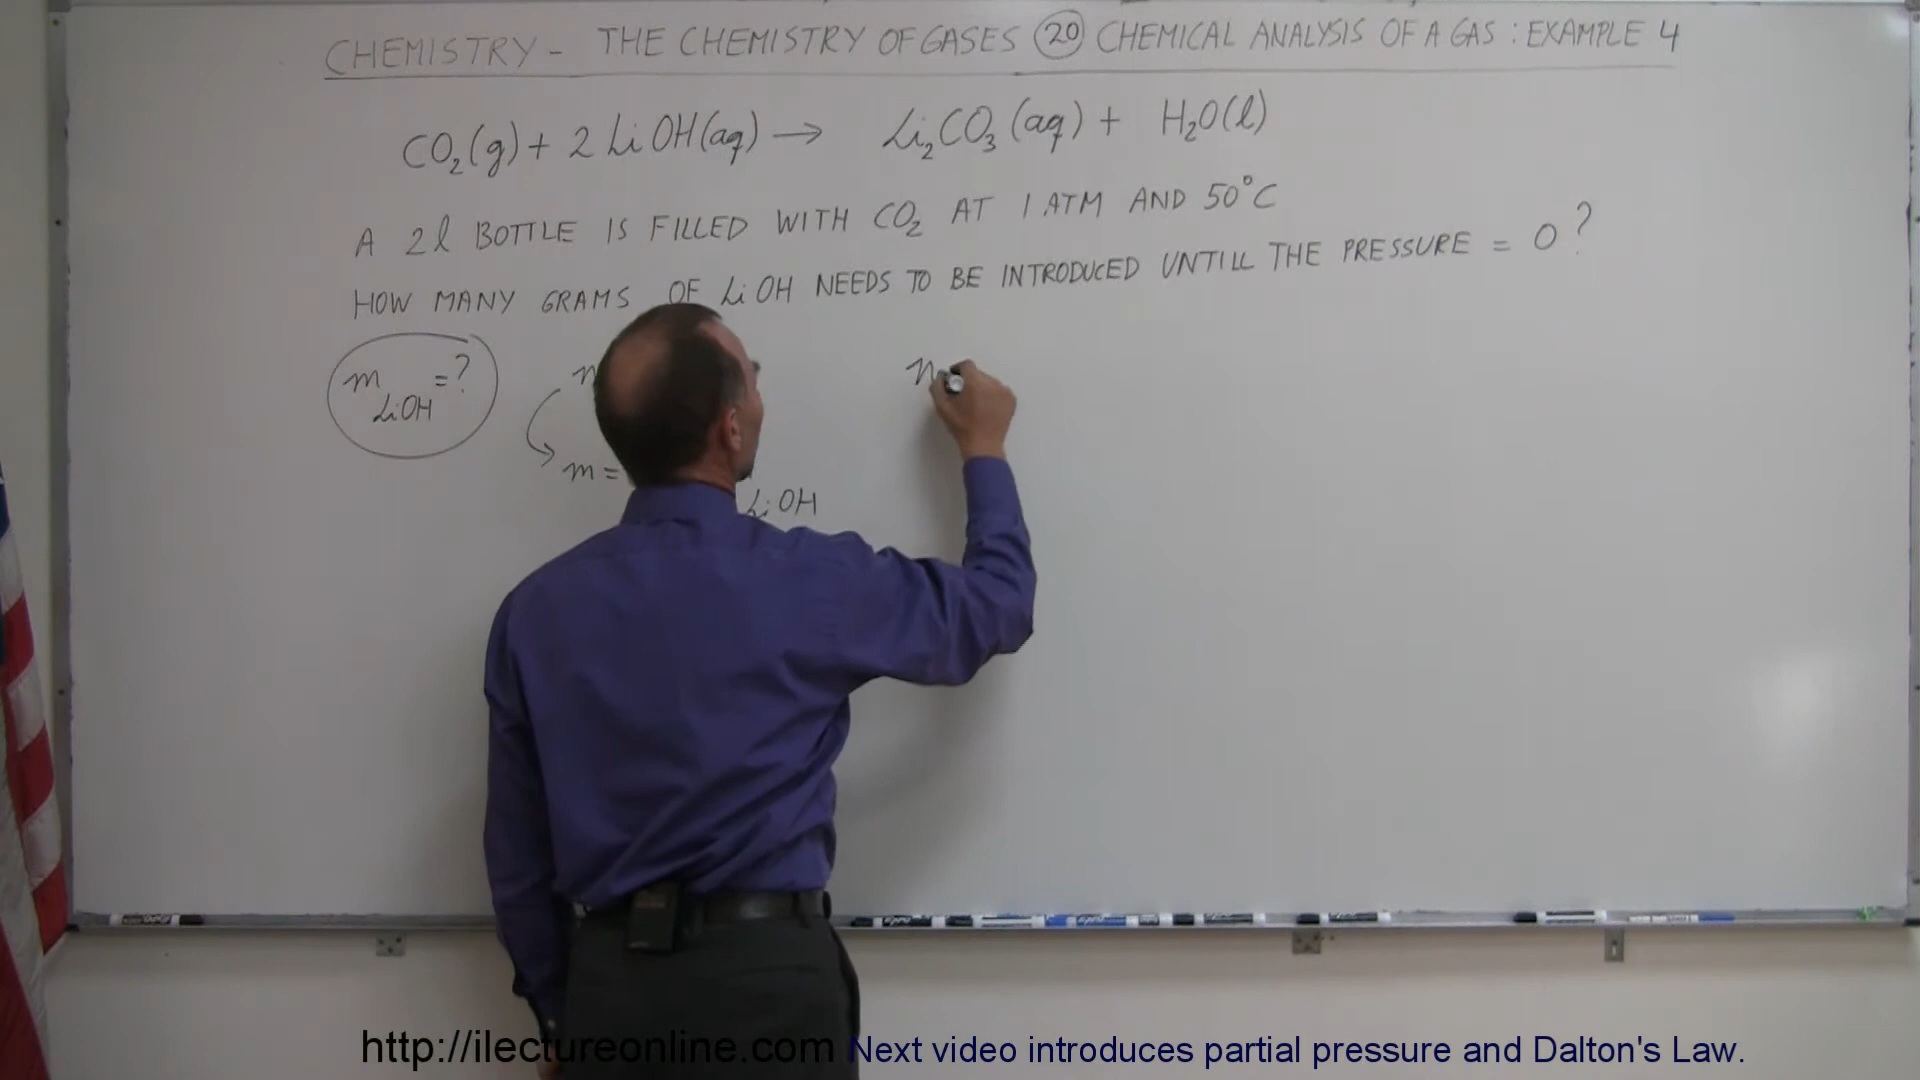 CHEMISTRY - THE CHEMISTRY OF GASES 20 CHEMICAL ANALYSIS OF A GAS : EXAMPLE 4
CO₂(g) + 2 LiOH(aq) → Li₂CO₃(aq) + H₂O(l)
A 2l BOTTLE IS FILLED WITH CO₂ AT 1 ATM AND 50°C
HOW MANY GRAMS OF LiOH NEEDS TO BE INTRODUCED UNTILL THE PRESSURE = 0 ?
m LiOH = ?
n
m =
LiOH
n
http://ilectureonline.com Next video introduces partial pressure and Dalton's Law.